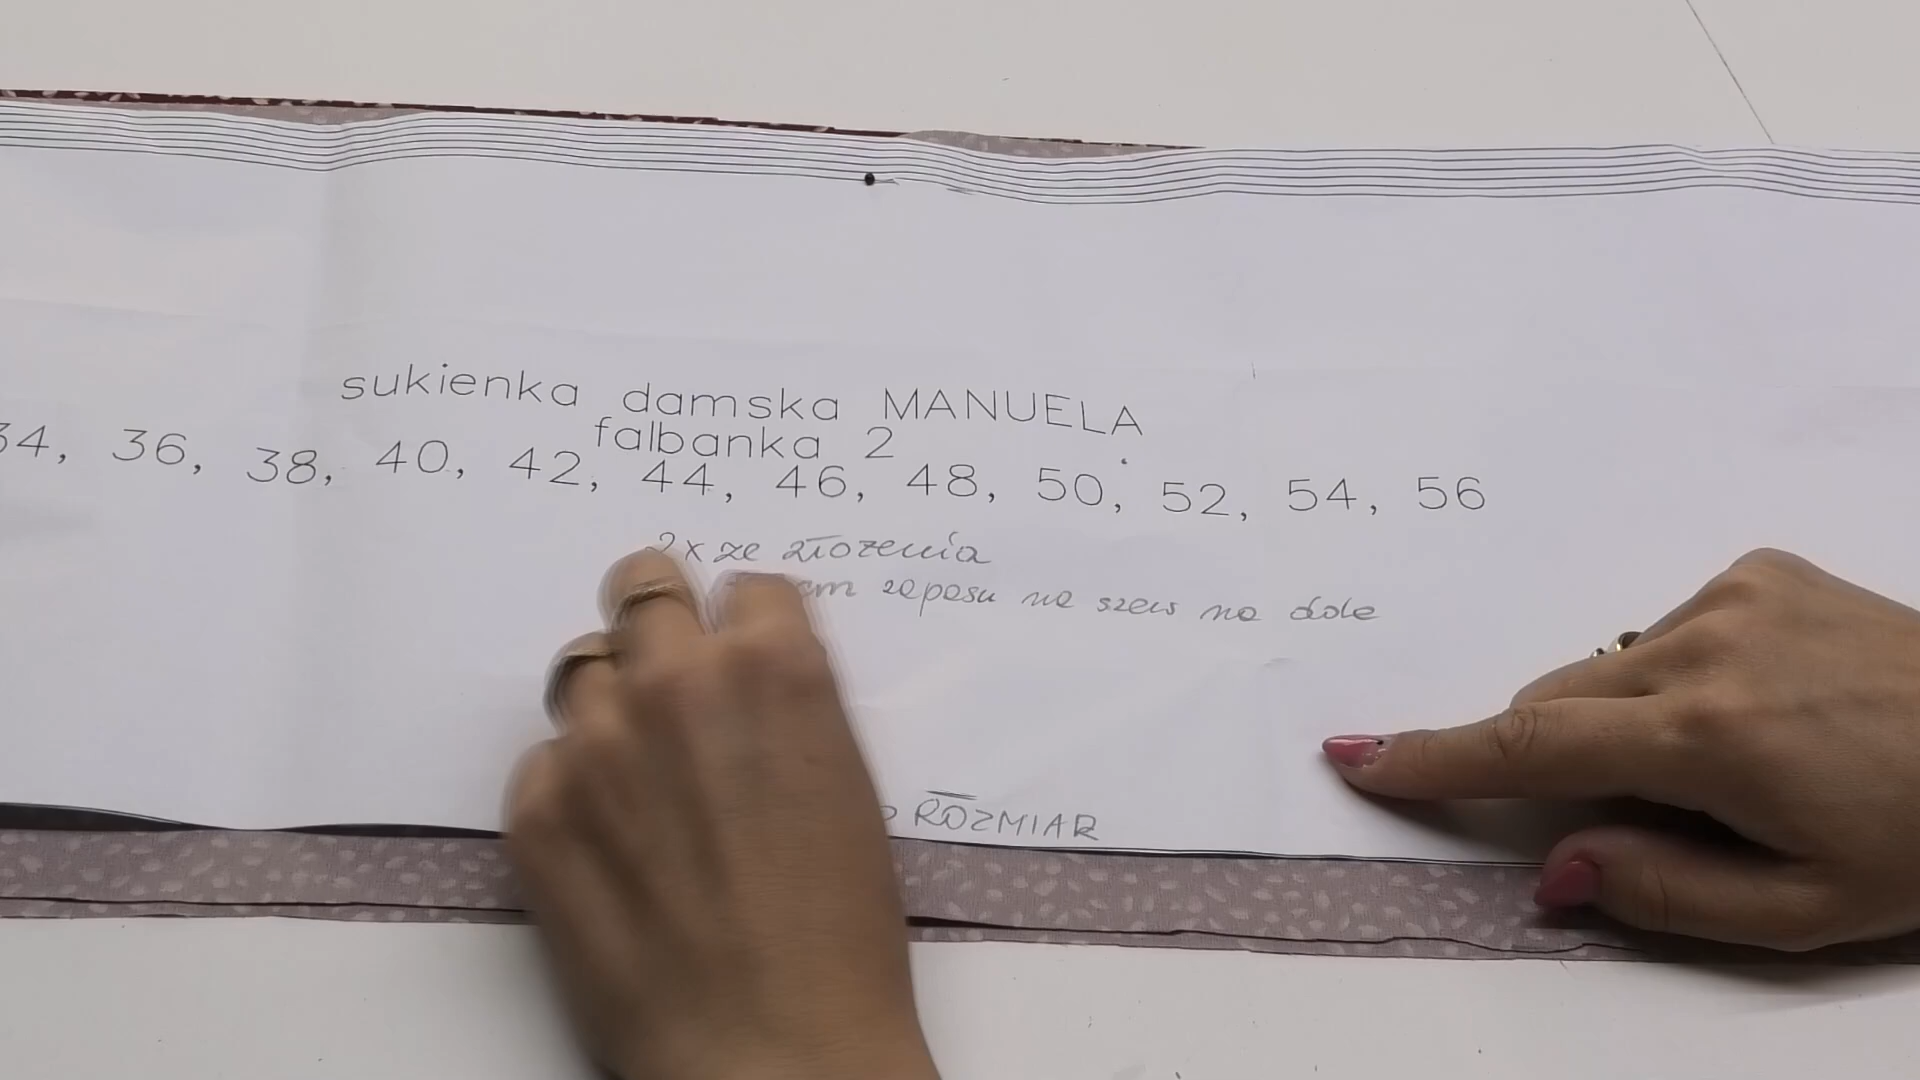 sukienka damska MANUELA
falbanka 2
34, 36, 38, 40, 42, 44, 46, 48, 50, 52, 54, 56
2x ze złożenia
cm zapasu na szew na dole
ROZMIAR